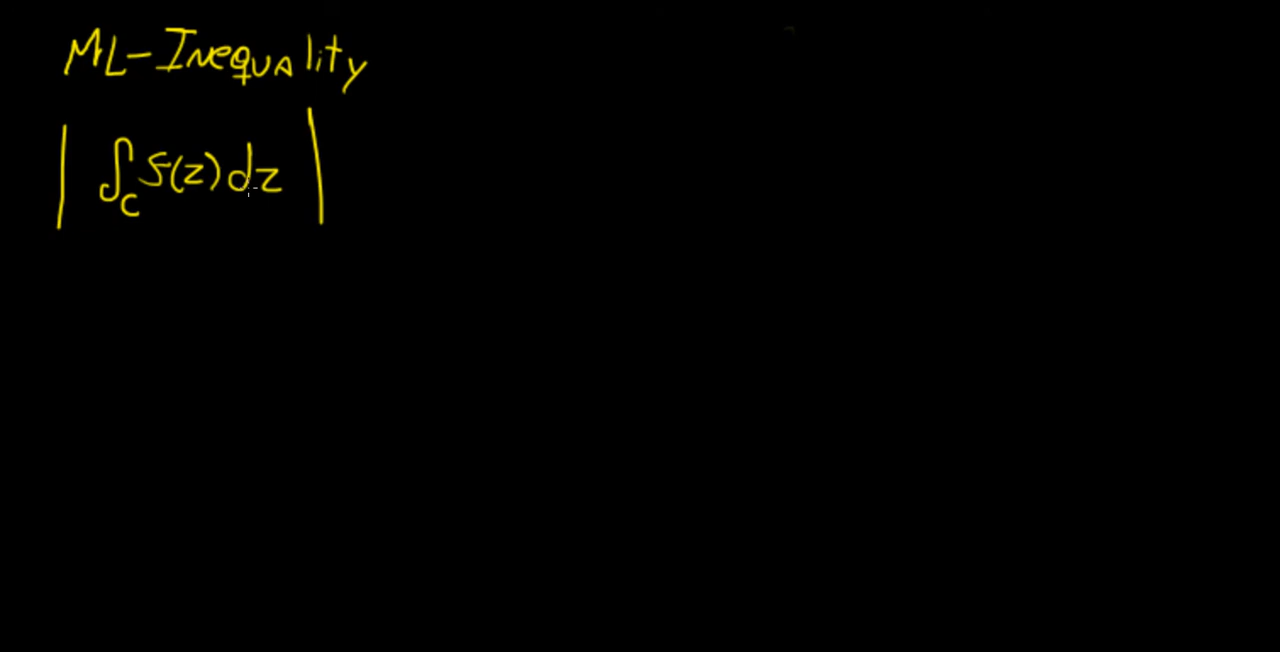 ML-Inequality
| ∫_C f(z) dz |